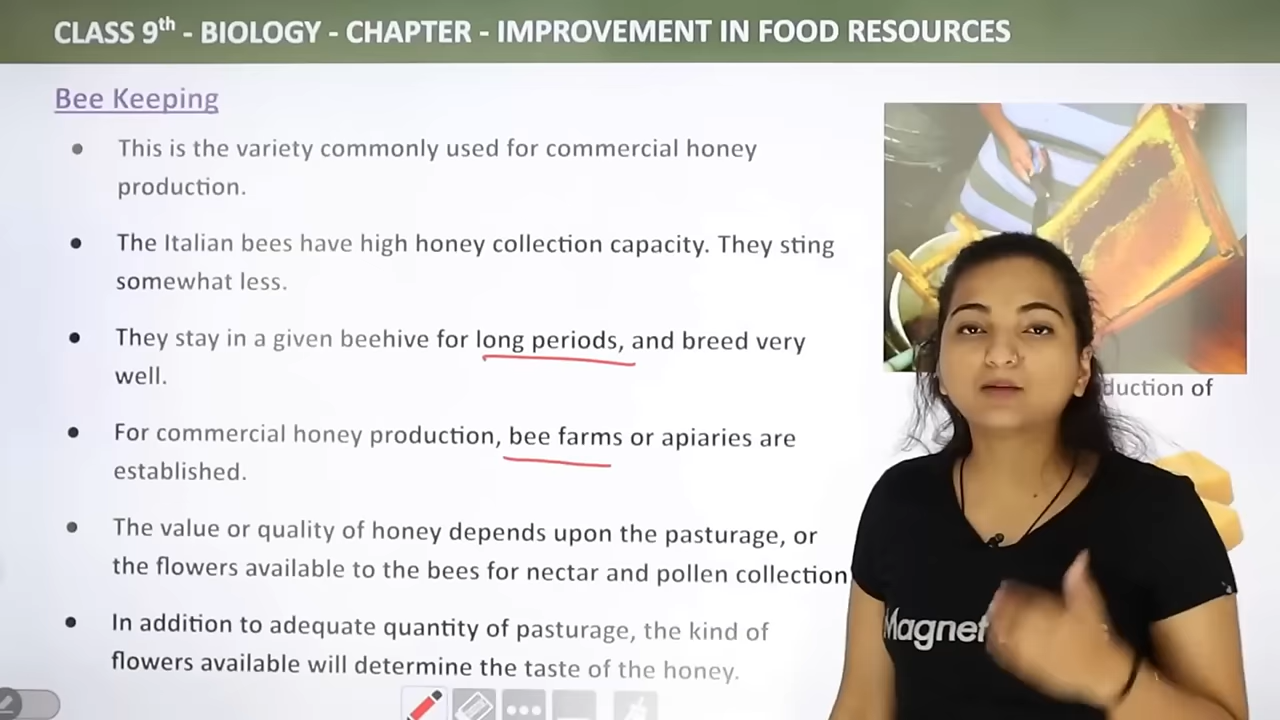 CLASS 9th - BIOLOGY - CHAPTER - IMPROVEMENT IN FOOD RESOURCES
Bee Keeping
• This is the variety commonly used for commercial honey
production.
• The Italian bees have high honey collection capacity. They sting
somewhat less.
• They stay in a given beehive for long periods, and breed very
well.
• For commercial honey production, bee farms or apiaries are
established.
• The value or quality of honey depends upon the pasturage, or
the flowers available to the bees for nectar and pollen collection
• In addition to adequate quantity of pasturage, the kind of
flowers available will determine the taste of the honey.
of
Magnet